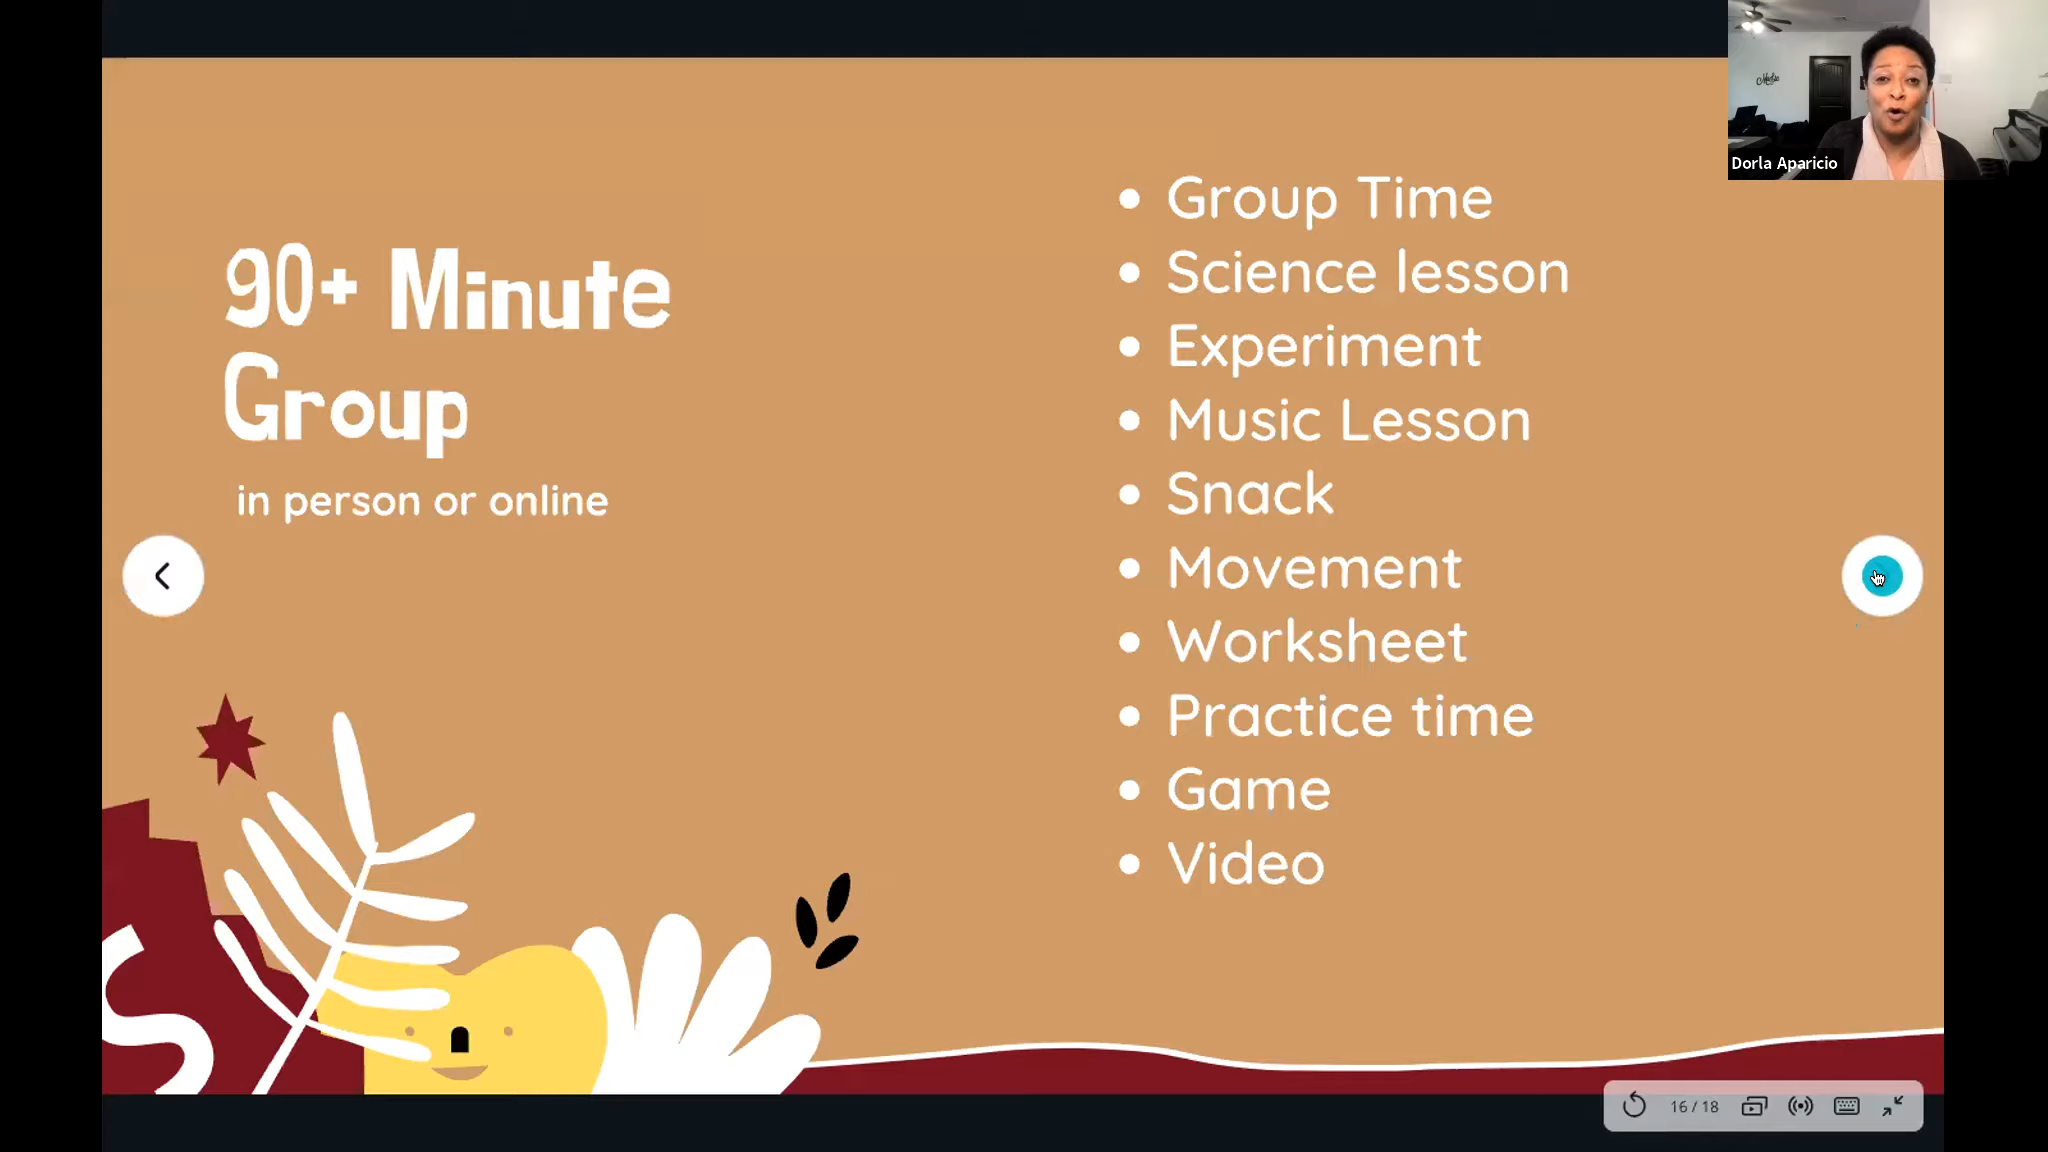 90+ Minute
Group
in person or online
• Group Time
• Science lesson
• Experiment
• Music Lesson
• Snack
• Movement
• Worksheet
• Practice time
• Game
• Video
Music
Dorla Aparicio
S
16 / 18